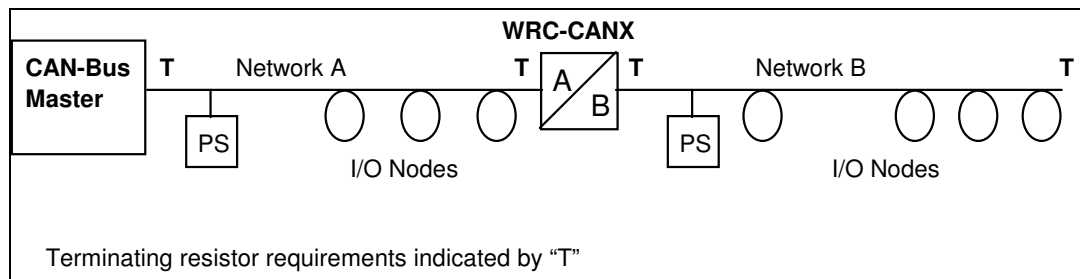 WRC-CANX
CAN-Bus T Network A T A T Network B T
Master B
PS PS
I/O Nodes I/O Nodes
Terminating resistor requirements indicated by “T”